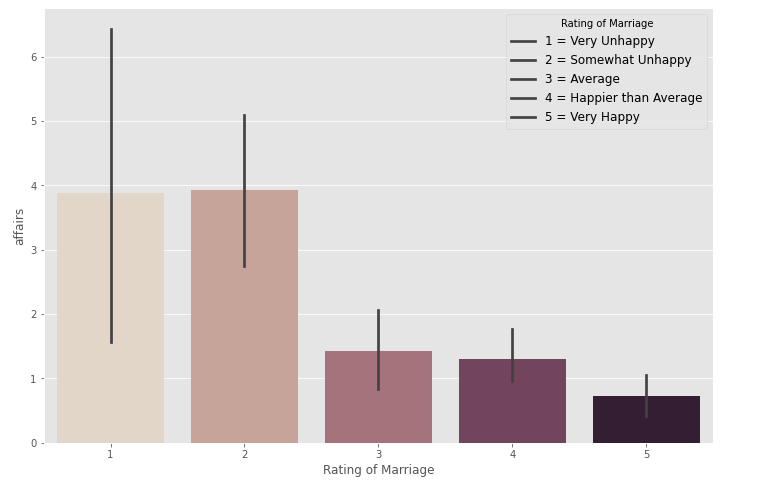 Rating of Marriage
1 = Very Unhappy
2 = Somewhat Unhappy
3 = Average
4 = Happier than Average
5 = Very Happy
6
5
4
3
2
1
0
affairs
1 2 3 4 5
Rating of Marriage